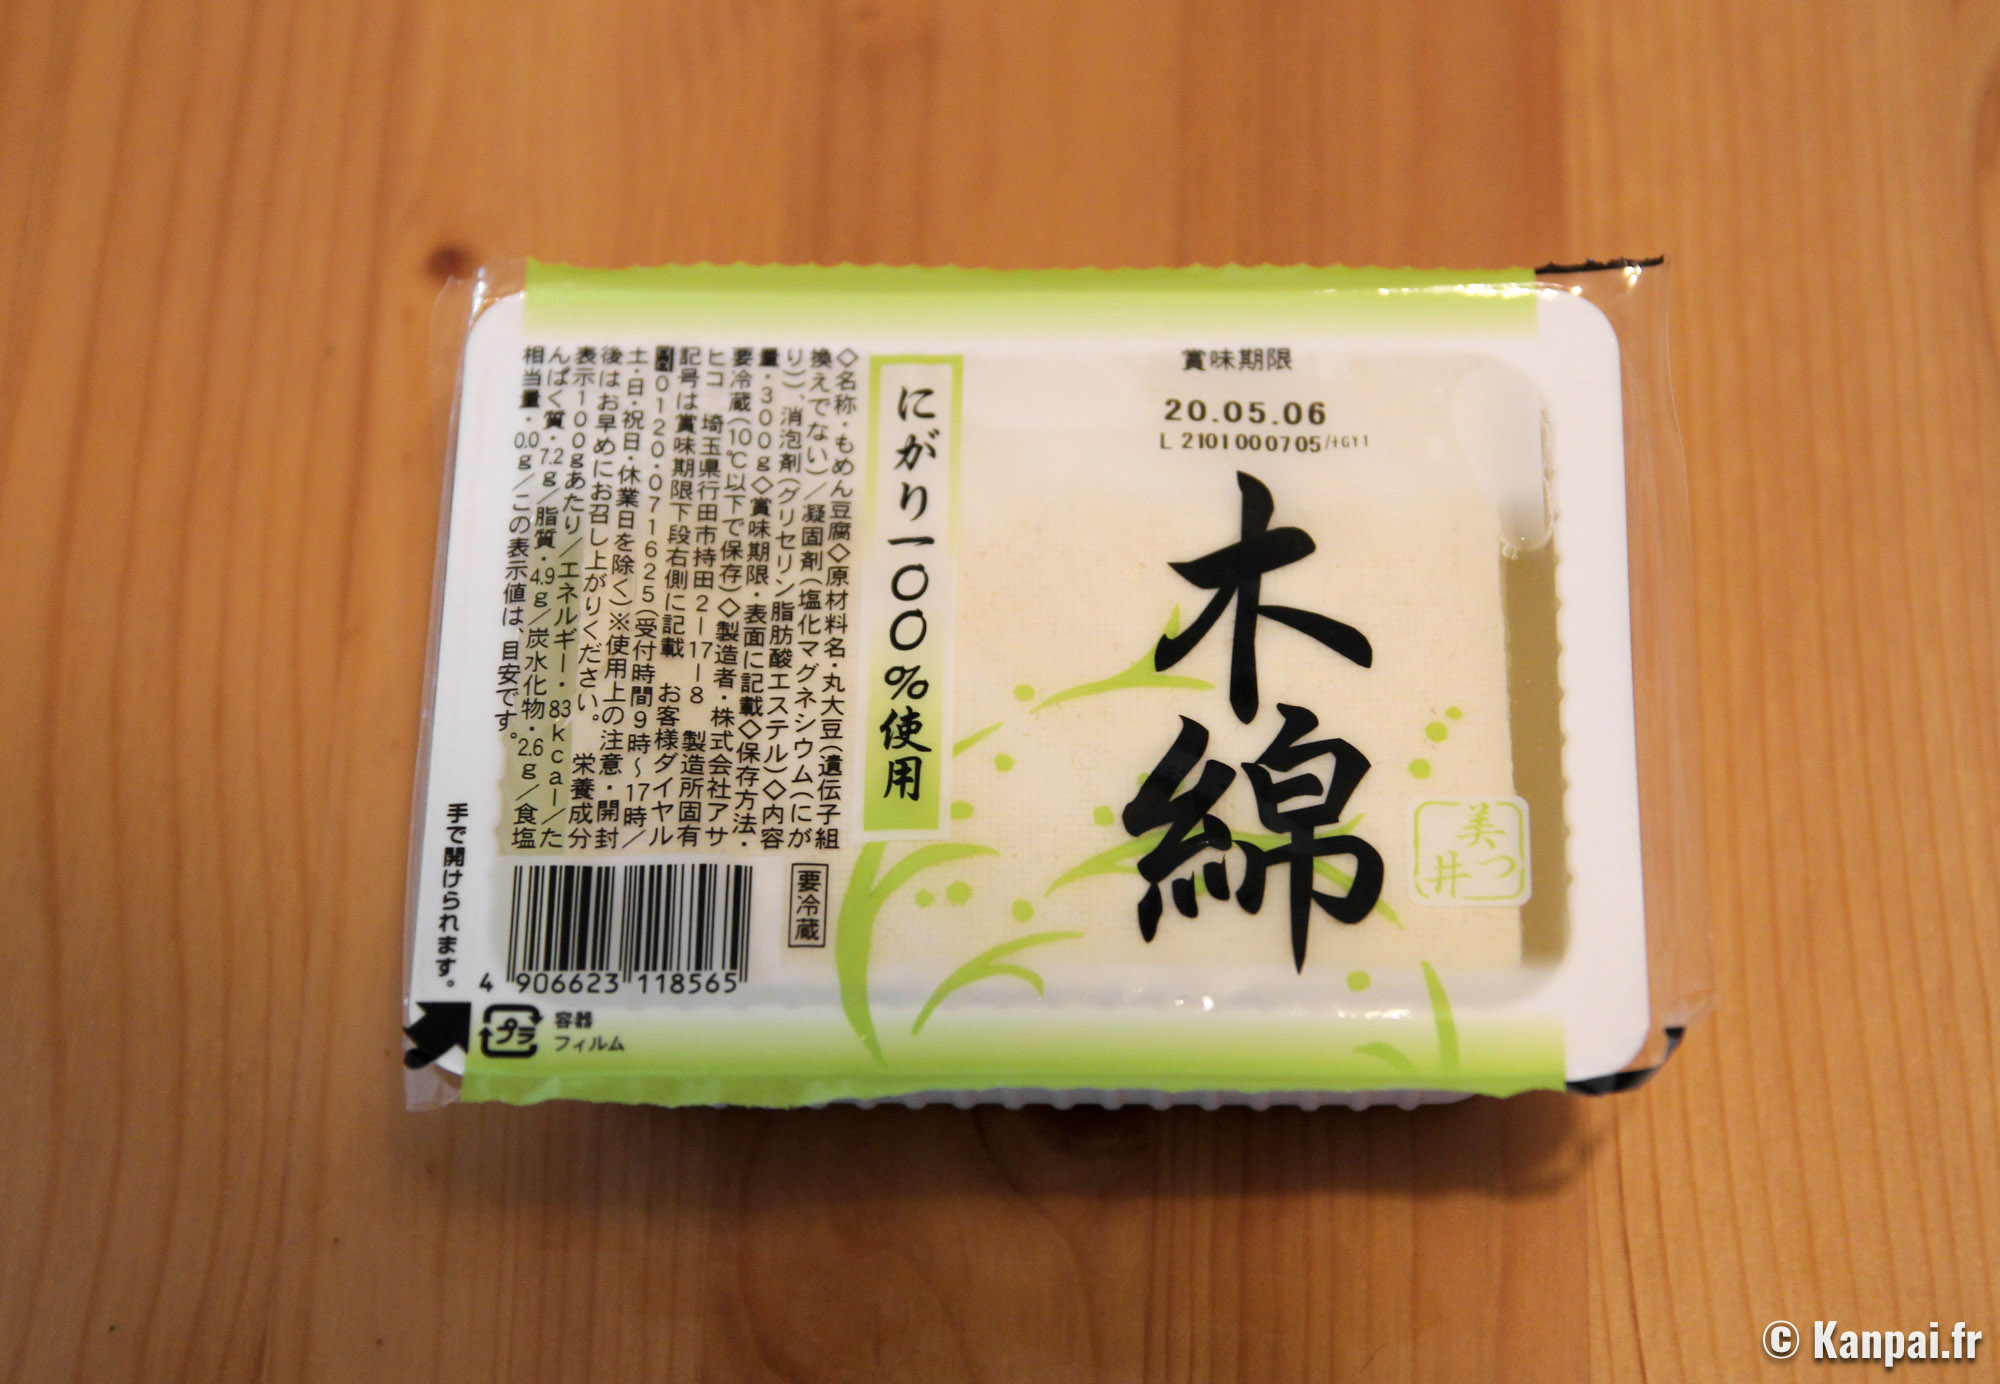 賞味期限
20.05.06
L 2101000705/
木綿
美つ井
にがり一〇〇%使用
◇名称・もめん豆腐◇原材料名・丸大豆(遺伝子組
換えでない)/凝固剤(塩化マグネシウム(にが
り))、消泡剤(グリセリン脂肪酸エステル)◇内容
量・300g◇賞味期限・表面に記載◇保存方法・
要冷蔵(10℃以下で保存)◇製造者・株式会社アサ
ヒコ 埼玉県行田市持田2-17-1-8 製造所固有
記号は賞味期限下段右側に記載 お客様ダイヤル
0120・071625(受付時間9時~17時/
土・日・祝日・休業日を除く)※使用上の注意・開封
後はお早めにお召し上がりください。 栄養成分
表示100gあたり/エネルギー・83kcal/た
んぱく質・7.2g/脂質・4.9g/炭水化物・2.6g/食塩
相当量・0.0g/この表示値は、目安です。
要冷蔵
手で開けられます。
4 906623 118565
プラ
容器
フィルム
© Kanpai.fr